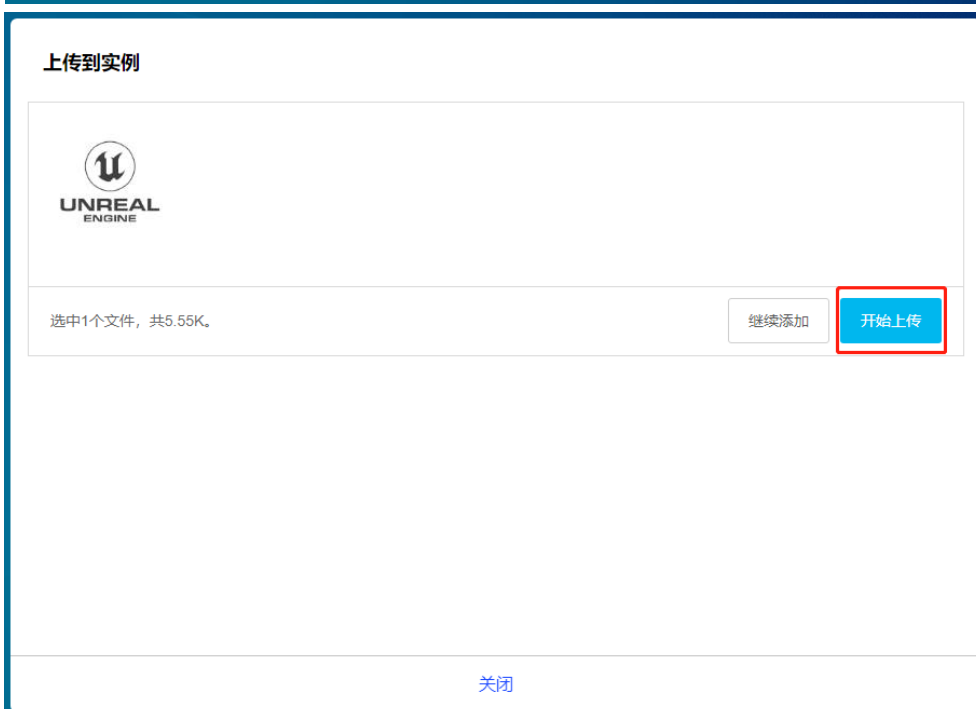 上传到实例
UNREAL
ENGINE
选中1个文件，共5.55K。
继续添加
开始上传
关闭